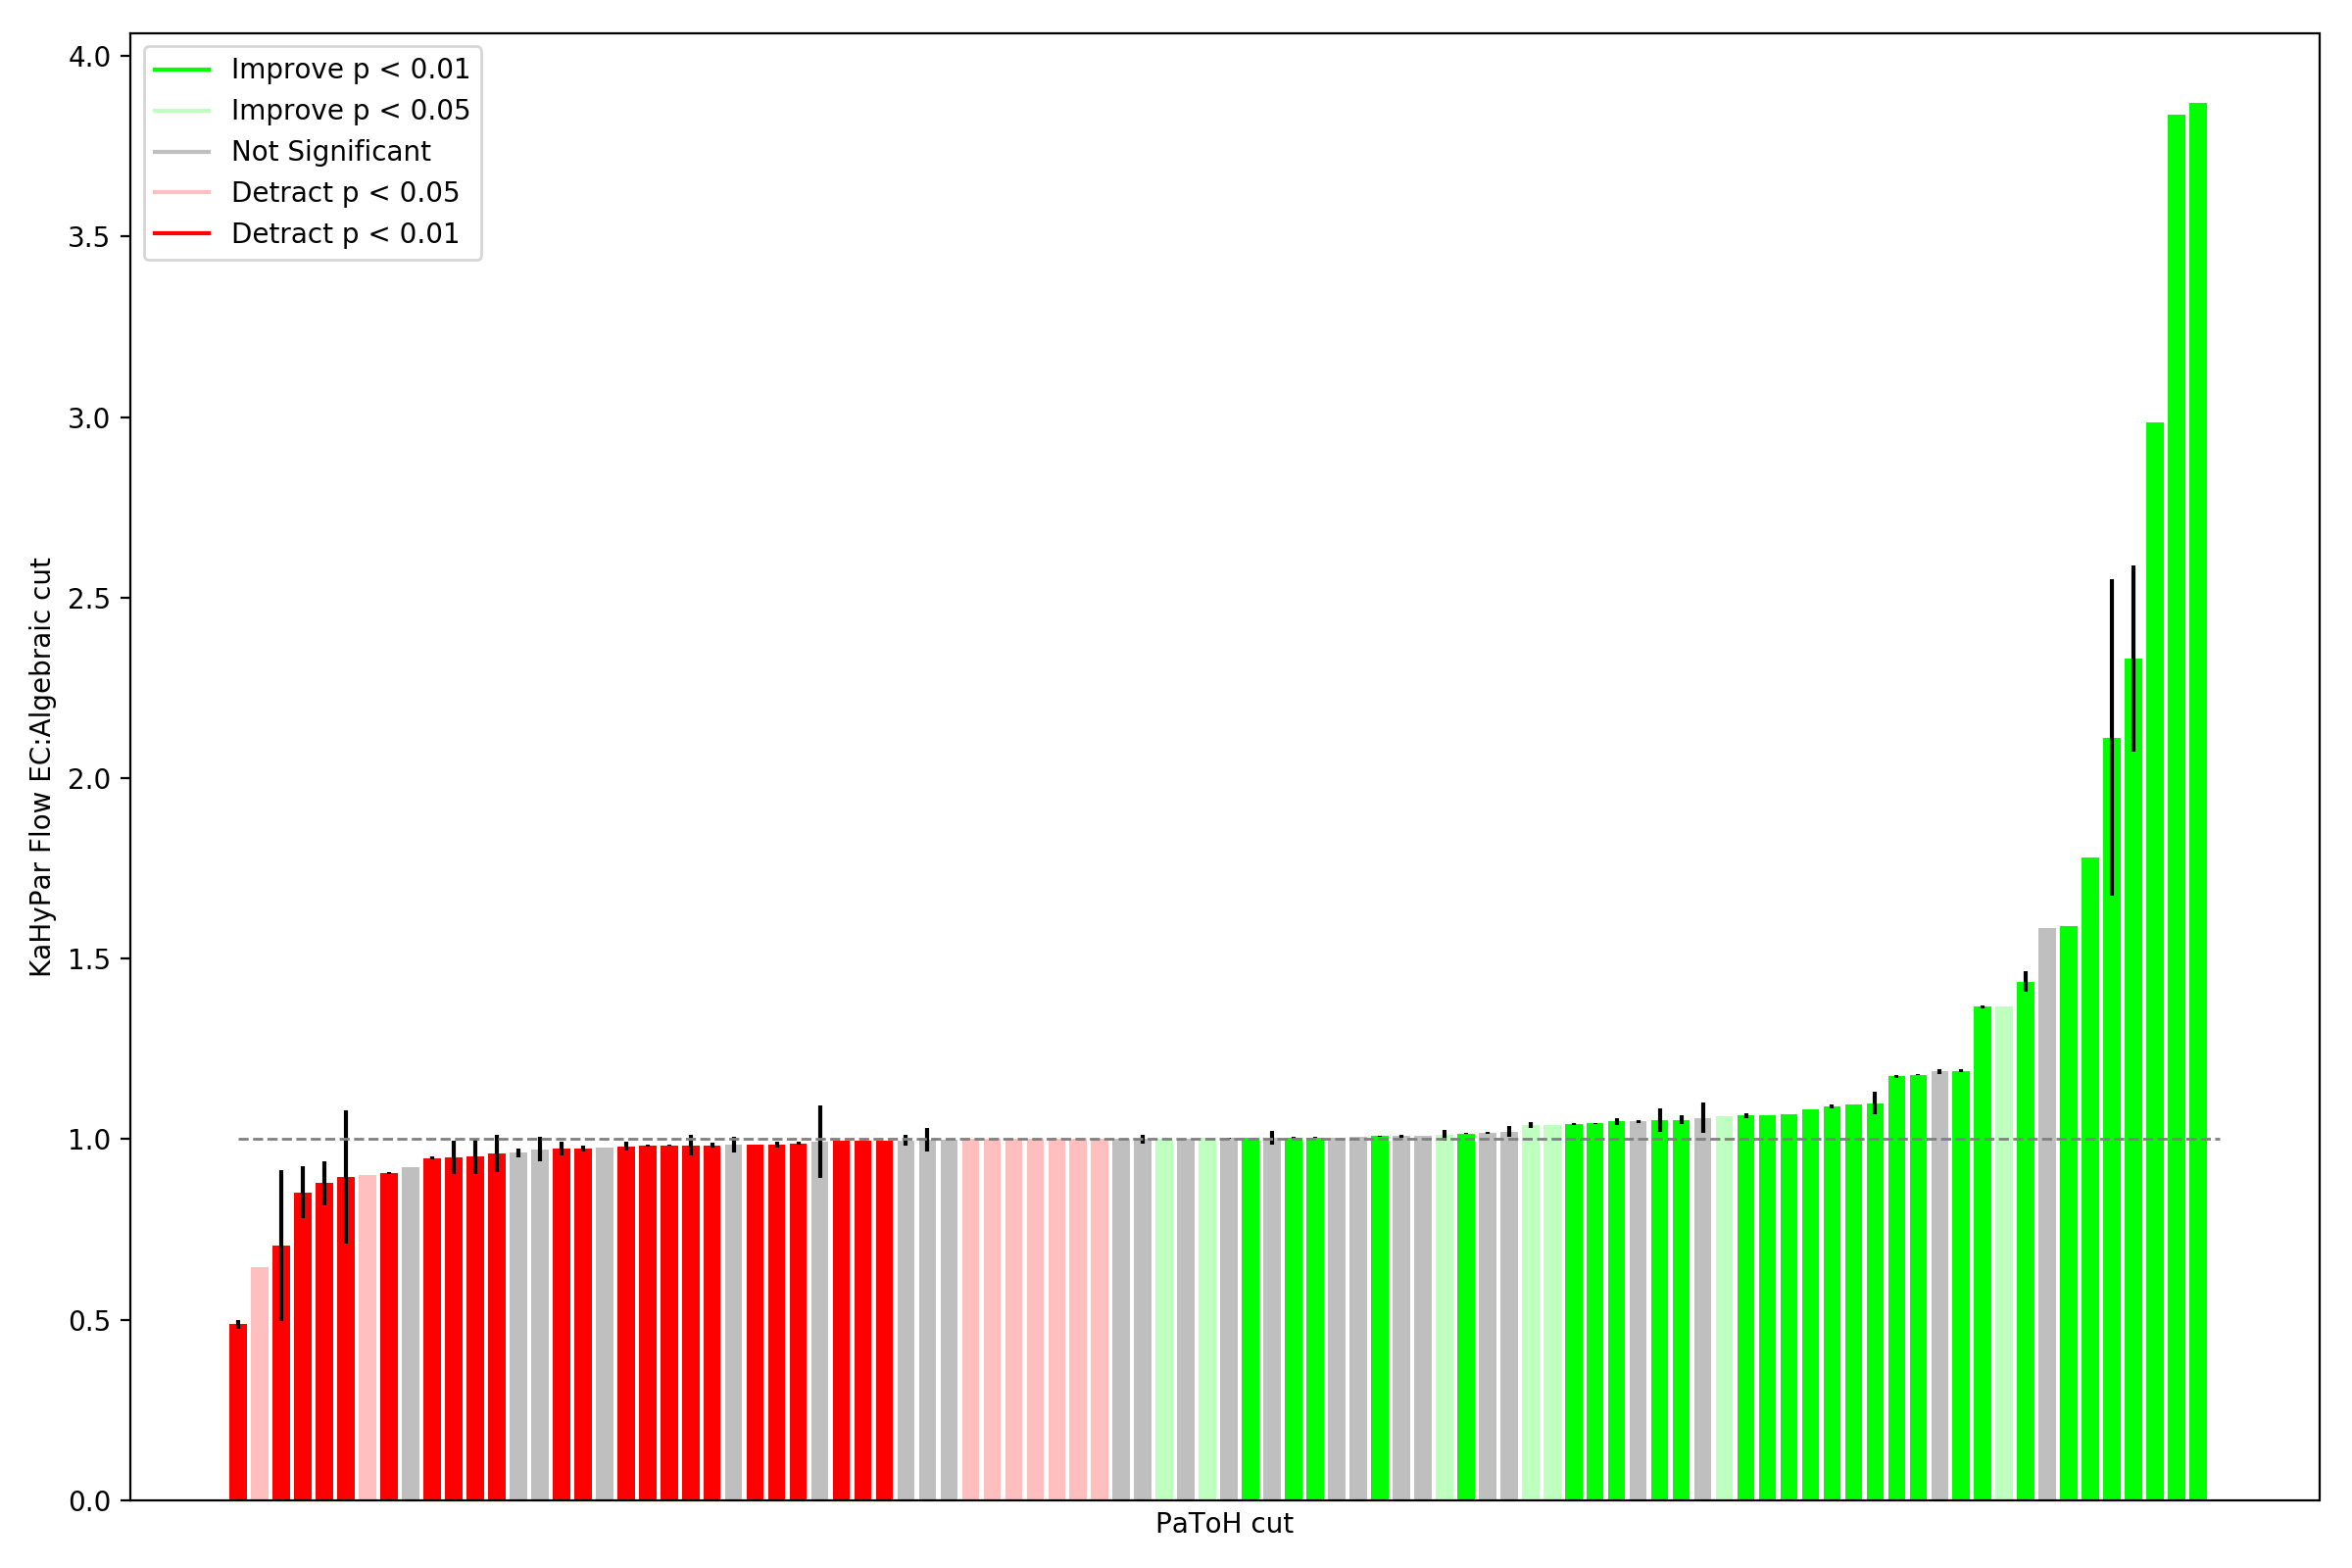 Improve p < 0.01
Improve p < 0.05
Not Significant
Detract p < 0.05
Detract p < 0.01
4.0
3.5
3.0
2.5
2.0
1.5
1.0
0.5
0.0
KaHyPar Flow EC:Algebraic cut
PaToH cut